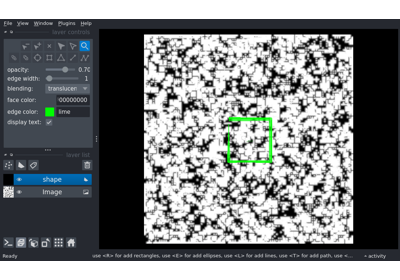 File View Window Plugins Help
layer controls
opacity: 0.70
edge width: 1
blending: translucen
face color: 00000000
edge color: lime
display text:
layer list
shape
Image
Ready
use <R> for add rectangles, use <E> for add ellipses, use <L> for add lines, use <T> for add path, use <...
activity